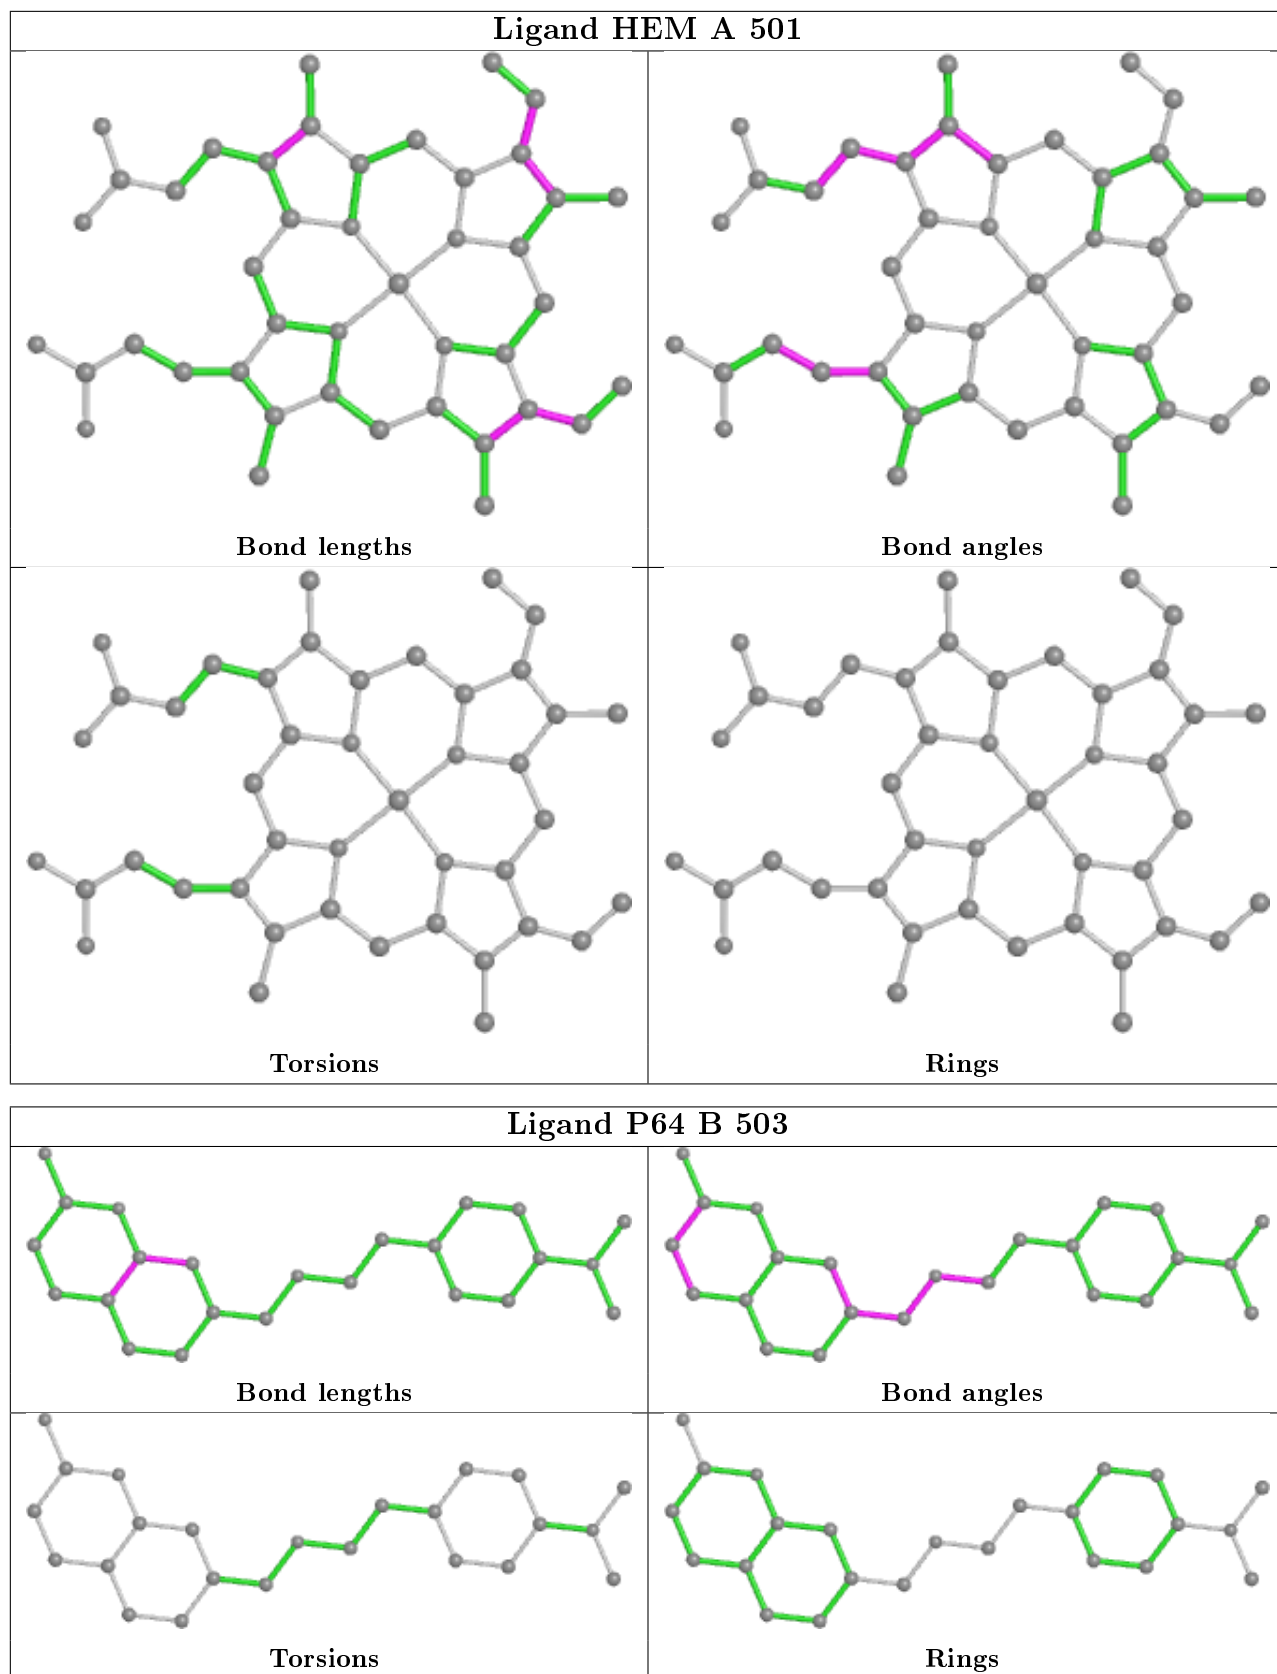 Ligand HEM A 501
Bond lengths
Bond angles
Torsions
Rings
Ligand P64 B 503
Bond lengths
Bond angles
Torsions
Rings